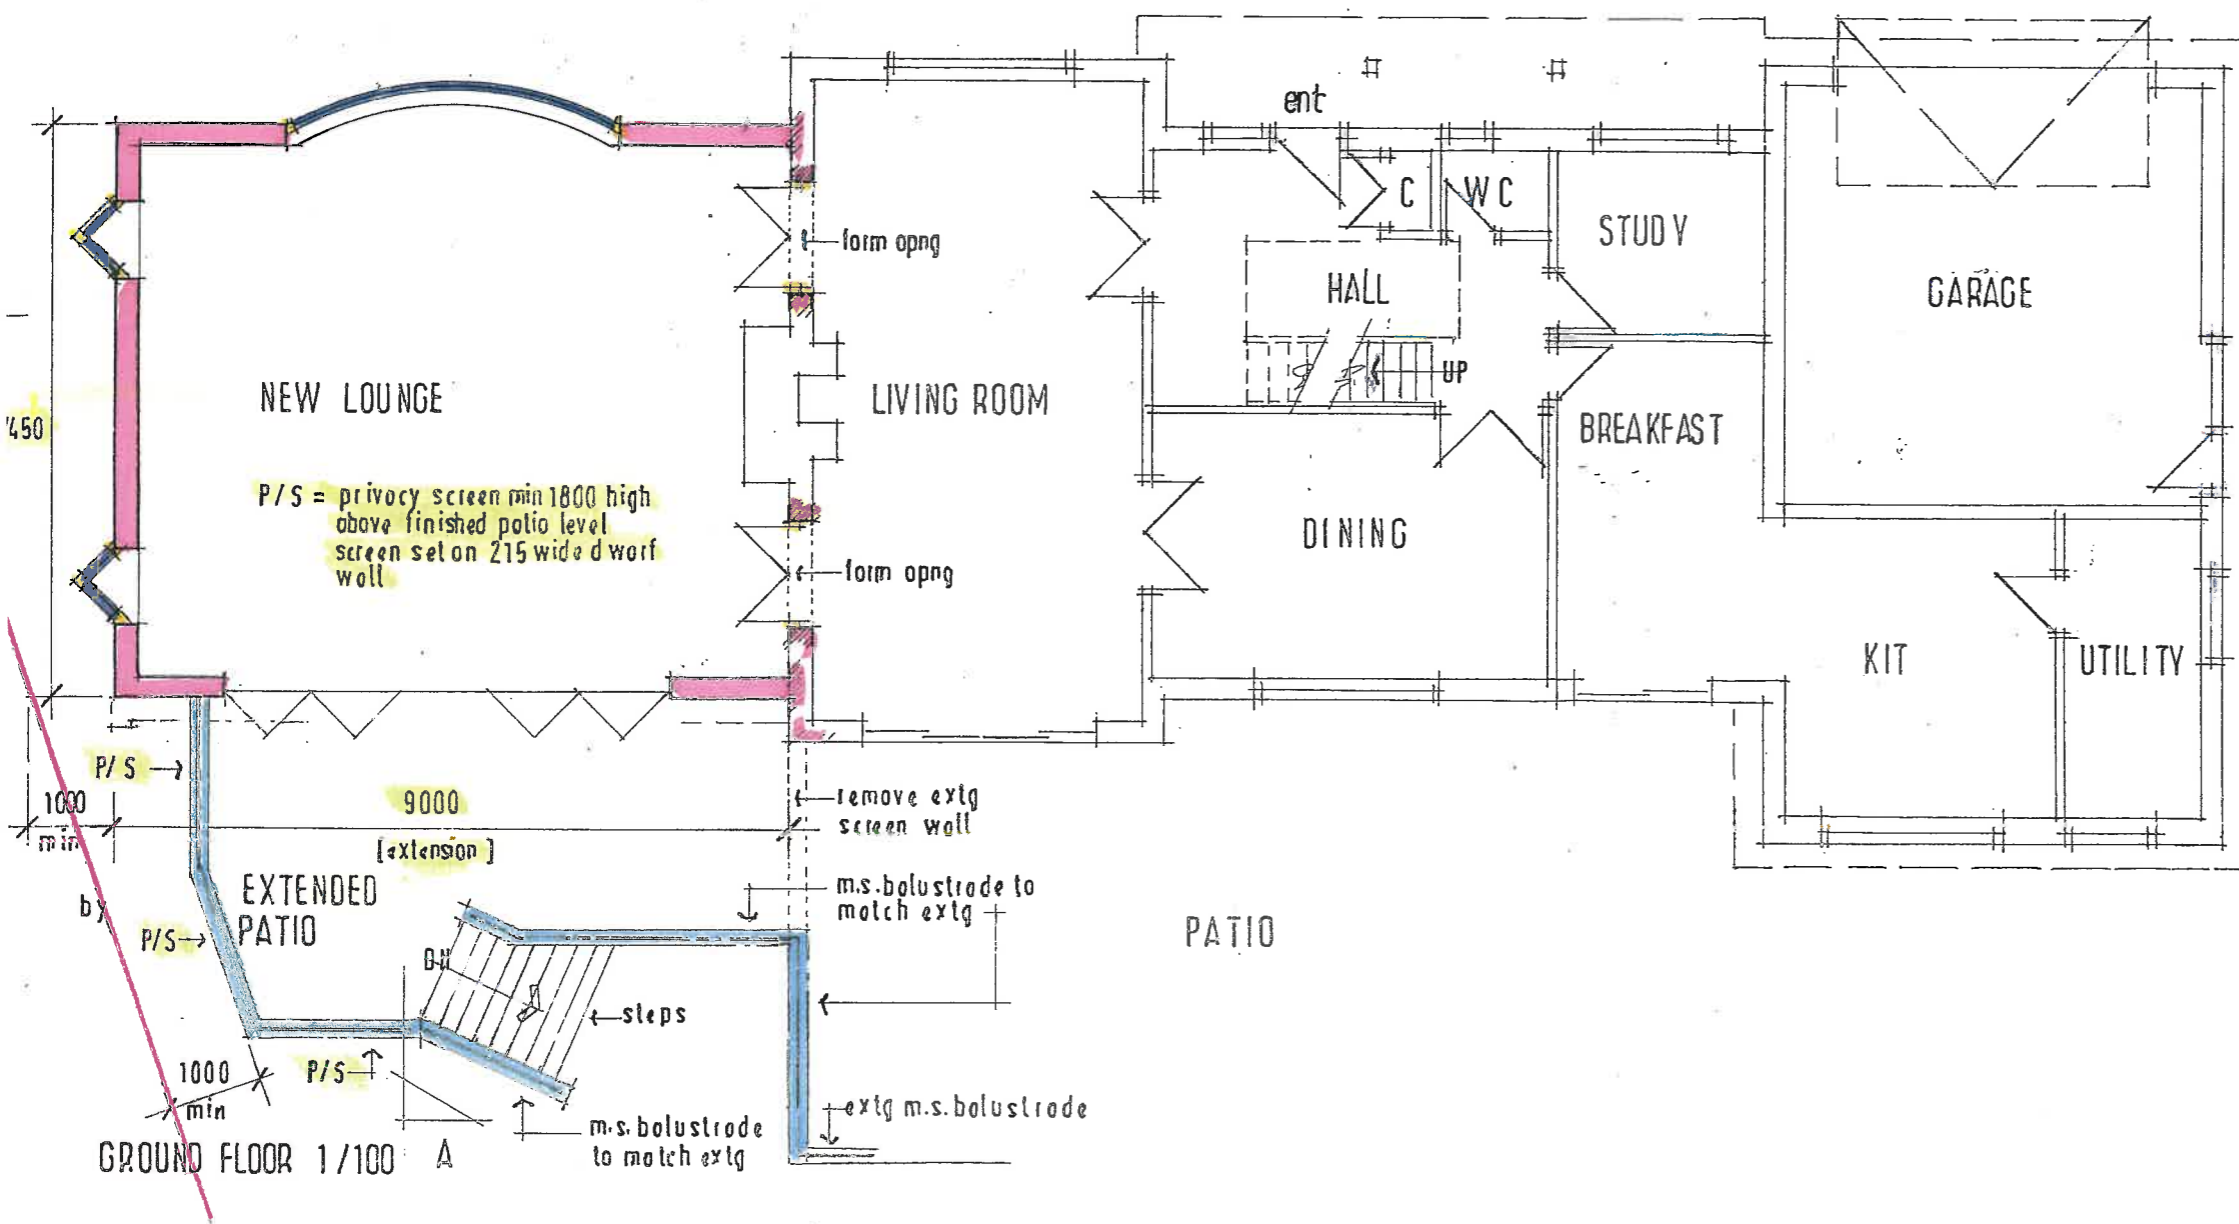 ent
form opng
C
WC
STUDY
HALL
GARAGE
UP
NEW LOUNGE
LIVING ROOM
BREAKFAST
450
P/S = privacy screen min 1800 high
above finished patio level
screen set on 215 wide dwarf
wall
DINING
form opng
KIT
UTILITY
P/S
1000
min
9000
[extension]
remove extg
screen wall
EXTENDED
PATIO
by
P/S
m.s. balustrade to
match extg
PATIO
DN
steps
P/S
1000
min
m.s. balustrade
to match extg
extg m.s. balustrade
GROUND FLOOR 1/100
A